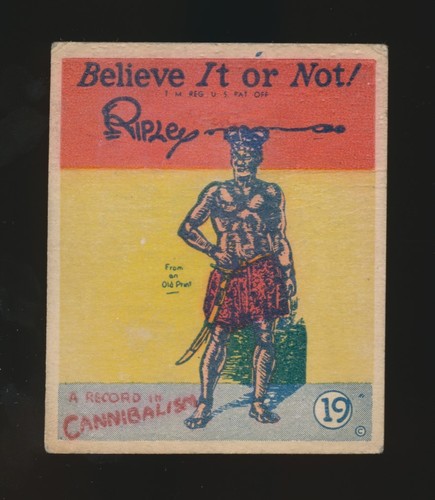 Believe It or Not!
T M REG U S PAT OFF
RIPLEY
From
an
Old Print
A RECORD IN
CANNIBALISM
19
©